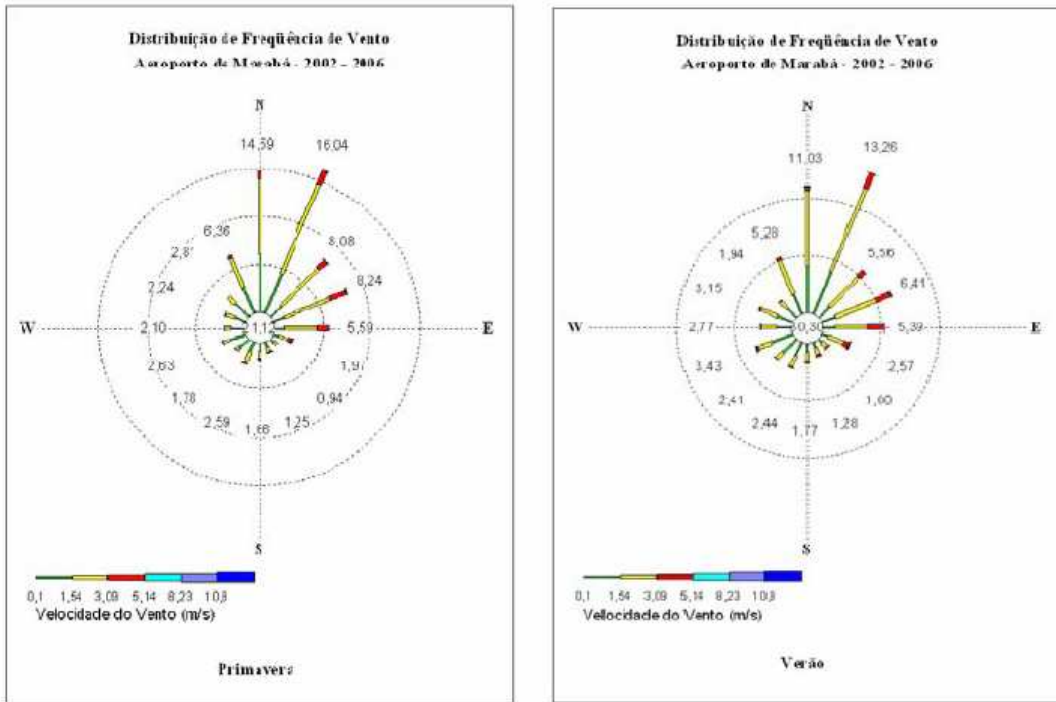 Distribuição de Freqüência de Vento
Aeroporto de Marabá - 2002 - 2006
N
14,59 16,04
6,36 8,08
2,8
8,24
2,24
W 2,10 1,12 5,59 E
2,63 1,9
1,78 0,94
2,59 1,66 1,25
S
0,1 1,54 3,09 5,14 8,23 10,8
Velocidade do Vento (m/s)
Primavera
Distribuição de Freqüência de Vento
Aeroporto de Marabá - 2002 - 2006
N
11,03 13,26
5,28
1,94 5,56
3,15 6,41
W 2,77 0,30 5,39 E
3,43 2,57
2,41 1,60
2,44 1,77 1,28
S
0,1 1,54 3,09 5,14 8,23 10,8
Velocidade do Vento (m/s)
Verão